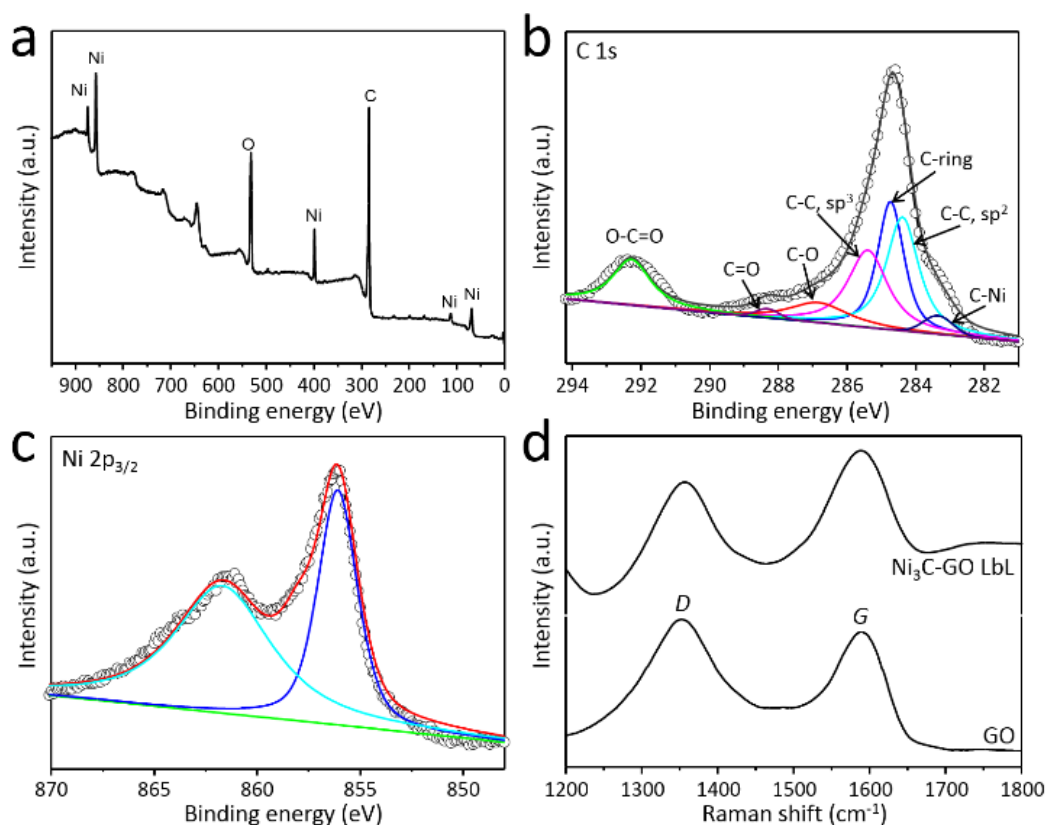 a
Ni
Ni
O
Ni
C
Ni
Ni
Intensity (a.u.)
900 800 700 600 500 400 300 200 100 0
Binding energy (eV)
b
C 1s
O-C=O
C=O
C-O
C-C, sp³
C-ring
C-C, sp²
C-Ni
Intensity (a.u.)
294 292 290 288 286 284 282
Binding energy (eV)
c
Ni 2p₃/₂
Intensity (a.u.)
870 865 860 855 850
Binding energy (eV)
d
Ni₃C-GO LbL
D
G
GO
Intensity (a.u.)
1200 1300 1400 1500 1600 1700 1800
Raman shift (cm⁻¹)